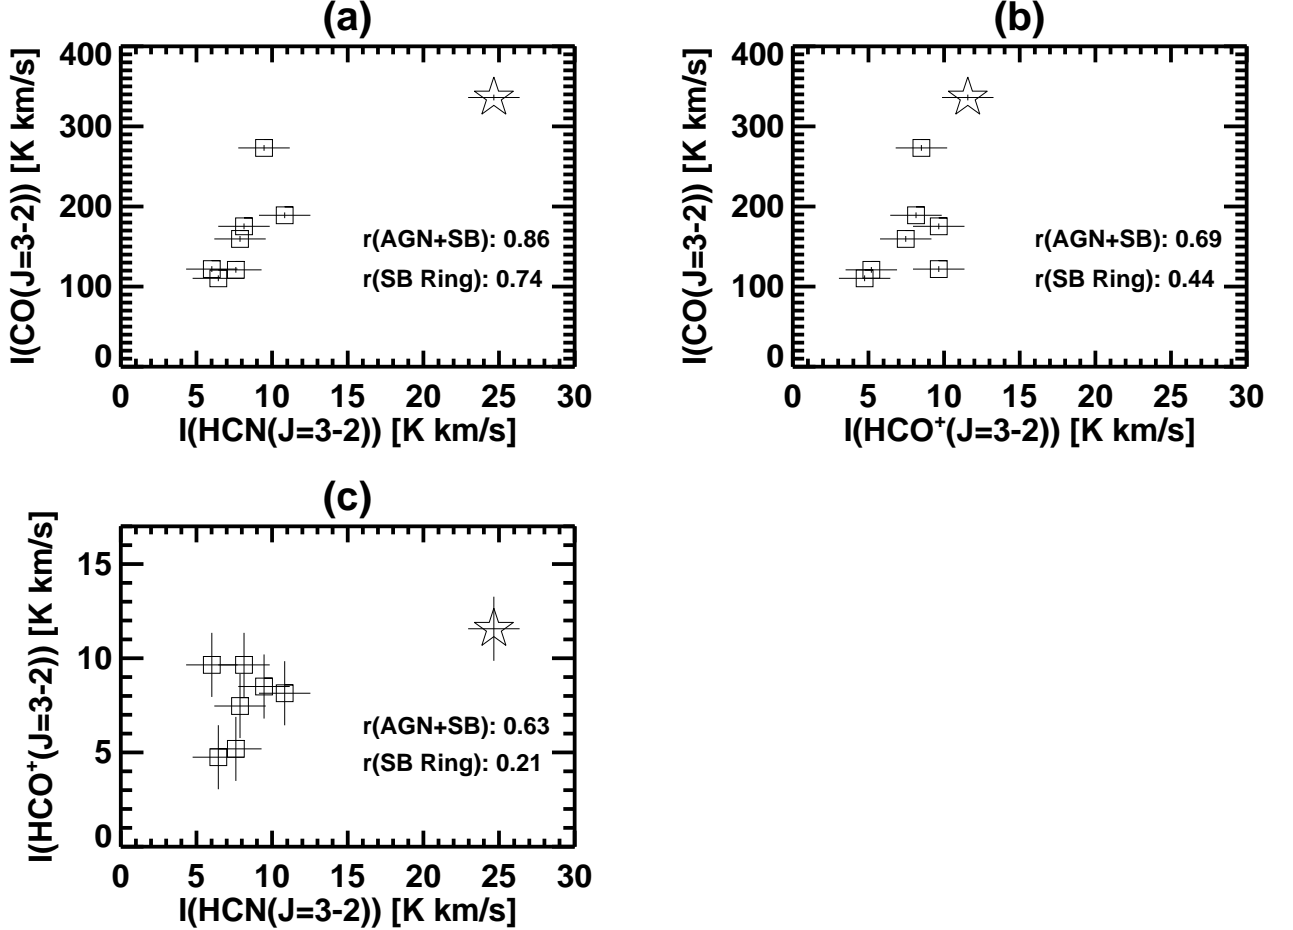 (a)
I(CO(J=3-2)) [K km/s]
400
300
200
100
0
r(AGN+SB): 0.86
r(SB Ring): 0.74
0 5 10 15 20 25 30
I(HCN(J=3-2)) [K km/s]
(b)
I(CO(J=3-2)) [K km/s]
400
300
200
100
0
r(AGN+SB): 0.69
r(SB Ring): 0.44
0 5 10 15 20 25 30
I(HCO⁺(J=3-2)) [K km/s]
(c)
I(HCO⁺(J=3-2)) [K km/s]
15
10
5
0
r(AGN+SB): 0.63
r(SB Ring): 0.21
0 5 10 15 20 25 30
I(HCN(J=3-2)) [K km/s]